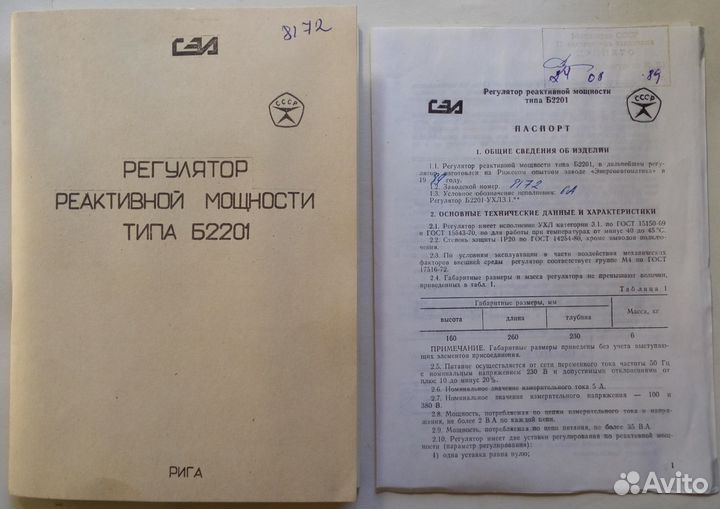 СЭА
8172
СССР
РЕГУЛЯТОР
РЕАКТИВНОЙ МОЩНОСТИ
ТИПА Б2201
РИГА
24 08 89
Регулятор реактивной мощности
типа Б2201
СЭА
СССР
ПАСПОРТ
1. ОБЩИЕ СВЕДЕНИЯ ОБ ИЗДЕЛИИ
1.1. Регулятор реактивной мощности типа Б2201, в дальнейшем регу-
лятор, изготовлен на Рижском опытном заводе «Энергоавтоматика» в
19 году.
1.2. Заводской номер. 8172
1.3. Условное обозначение исполнения:
Регулятор Б2201-УХЛ3.1.**
2. ОСНОВНЫЕ ТЕХНИЧЕСКИЕ ДАННЫЕ И ХАРАКТЕРИСТИКИ
2.1. Регулятор имеет исполнение УХЛ категории 3.1. по ГОСТ 15150-69
и ГОСТ 15543-70, но для работы при температурах от минус 40 до 45°С.
2.2. Степень защиты 1Р20 по ГОСТ 14254-80, кроме выводов подклю-
чения.
2.3. По условиям эксплуатации в части воздействия механических
факторов внешней среды регулятор соответствует группе М4 по ГОСТ
17516-72.
2.4. Габаритные размеры и масса регулятора не превышают величин,
приведенных в табл. 1.
Таблица 1
Габаритные размеры, мм Масса, кг
высота длина глубина
160 260 230 6
ПРИМЕЧАНИЕ. Габаритные размеры приведены без учета выступаю-
щих элементов присоединения.
2.5. Питание осуществляется от сети переменного тока частоты 50 Гц
с номинальным напряжением 230 В и допустимыми отклонениями от
плюс 10 до минус 20%.
2.6. Номинальное значение измерительного тока 5 А.
2.7. Номинальное значение измерительного напряжения — 100 и
380 В.
2.8. Мощность, потребляемая по цепям измерительного тока и напря-
жения, не более 2 В А по каждой цепи.
2.9. Мощность, потребляемая по цепи питания, не более 35 В А.
2.10. Регулятор имеет две уставки регулирования по реактивной мощ-
ности (параметр регулирования):
1) одна уставка равна нулю;
1
Avito